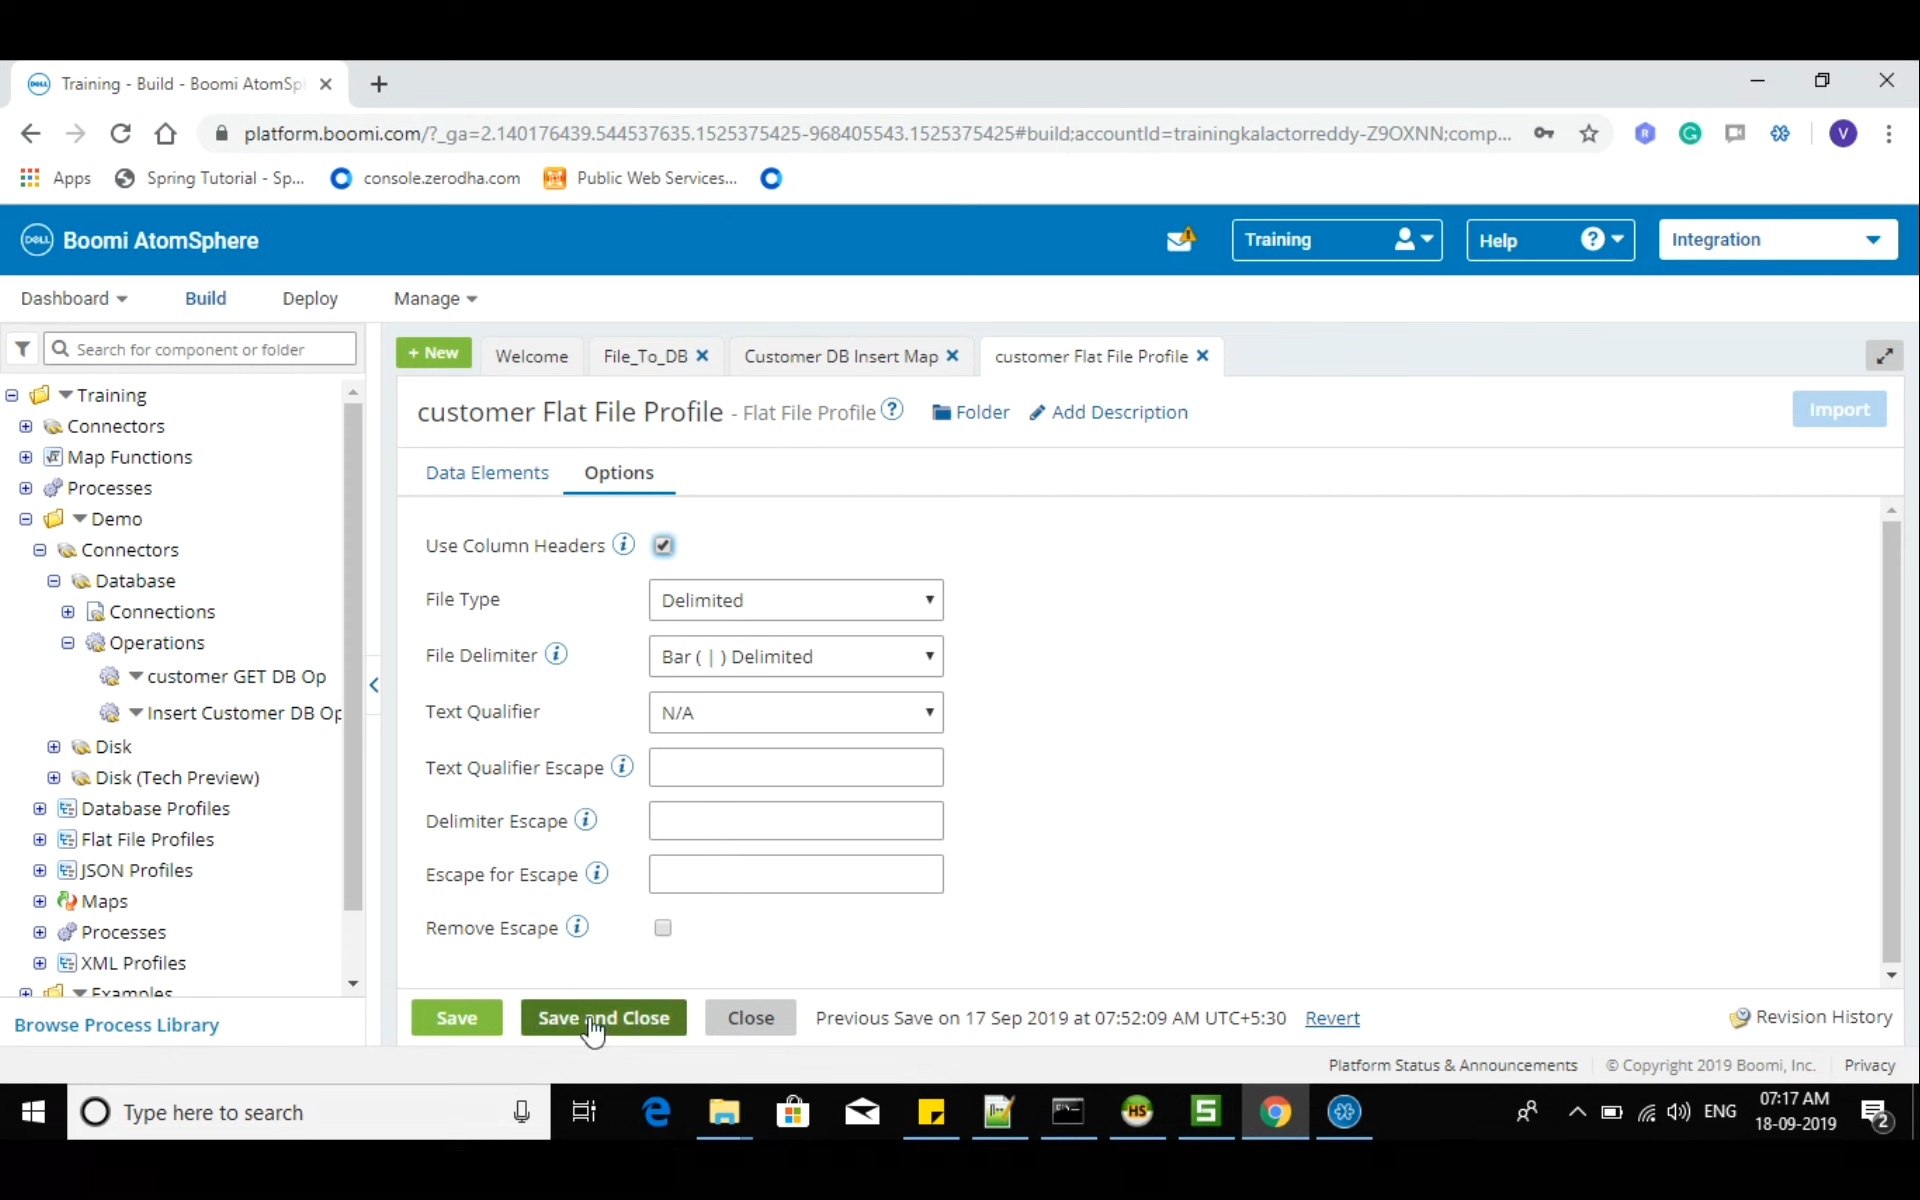 Training - Build - Boomi AtomSp
platform.boomi.com/?_ga=2.140176439.544537635.1525375425-968405543.1525375425#build;accountId=trainingkalactorreddy-Z9OXNN;comp...
Apps
Spring Tutorial - Sp...
console.zerodha.com
Public Web Services...
V
DELL Boomi AtomSphere
Training
Help
Integration
Dashboard
Build
Deploy
Manage
Search for component or folder
+ New
Welcome
File_To_DB
Customer DB Insert Map
customer Flat File Profile
Training
Connectors
Map Functions
Processes
Demo
Connectors
Database
Connections
Operations
customer GET DB Op
Insert Customer DB Op
Disk
Disk (Tech Preview)
Database Profiles
Flat File Profiles
JSON Profiles
Maps
Processes
XML Profiles
Examples
Browse Process Library
customer Flat File Profile - Flat File Profile
Folder
Add Description
Import
Data Elements
Options
Use Column Headers
File Type
Delimited
File Delimiter
Bar ( | ) Delimited
Text Qualifier
N/A
Text Qualifier Escape
Delimiter Escape
Escape for Escape
Remove Escape
Save
Save and Close
Close
Previous Save on 17 Sep 2019 at 07:52:09 AM UTC+5:30
Revert
Revision History
Platform Status & Announcements
© Copyright 2019 Boomi, Inc.
Privacy
Type here to search
HS
S
ENG
07:17 AM
18-09-2019
2